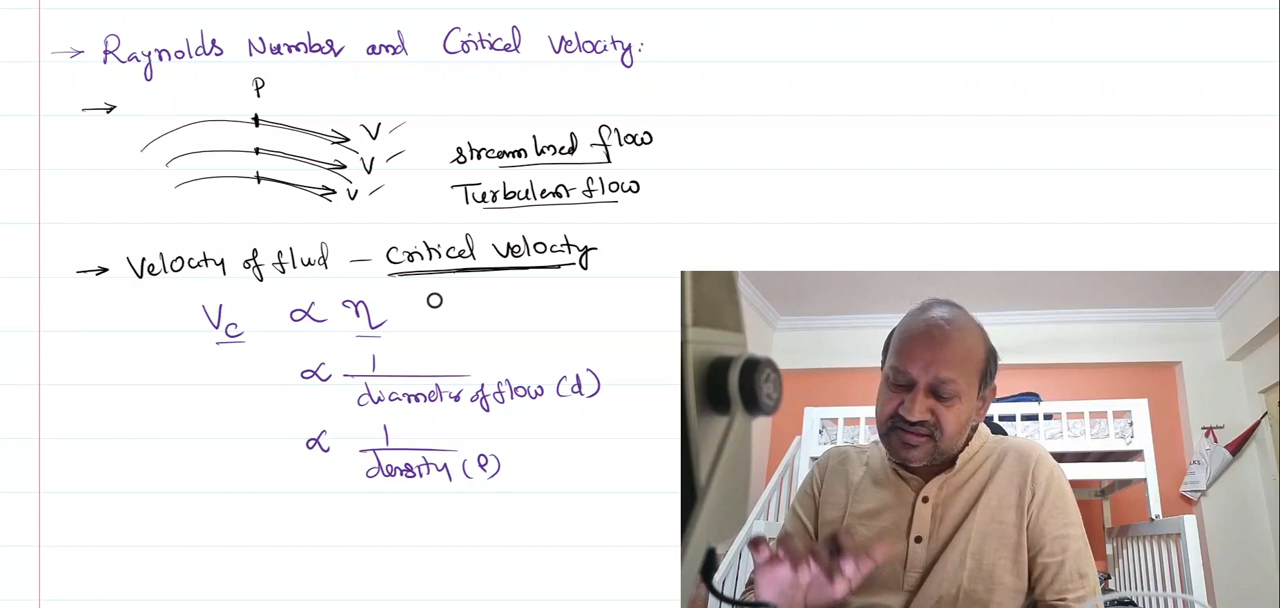 → Raynolds Number and Critical Velocity:
P
→
V
V
V
streamlined flow
Turbulent flow
→ Velocity of fluid – Critical velocity
Vc ∝ η
∝ 1
diameter of flow (d)
∝ 1
density (ρ)